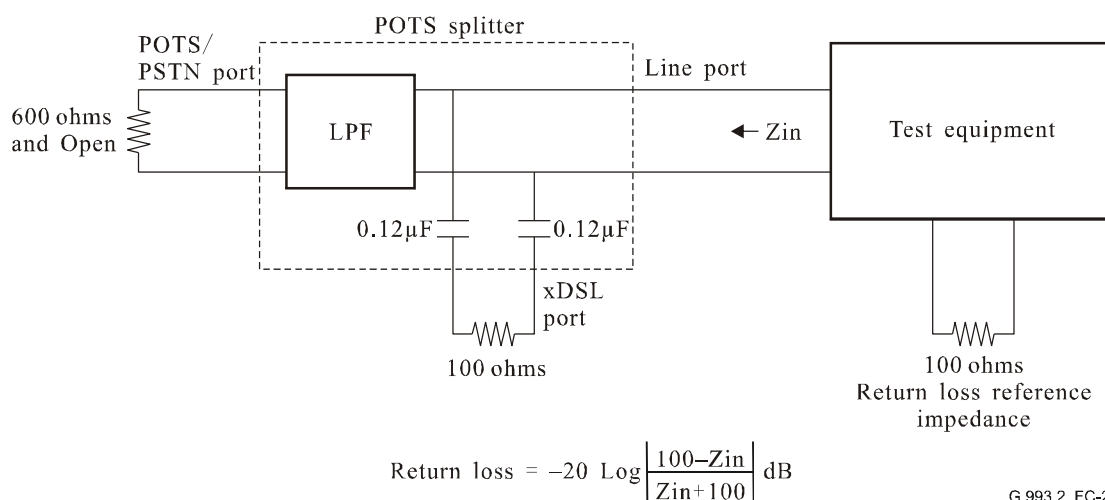 POTS splitter
POTS/
PSTN port
Line port
600 ohms
and Open
LPF
Zin
Test equipment
0.12µF
0.12µF
xDSL
port
100 ohms
100 ohms
Return loss reference
impedance
Return loss = –20 Log |100–Zin / Zin+100| dB